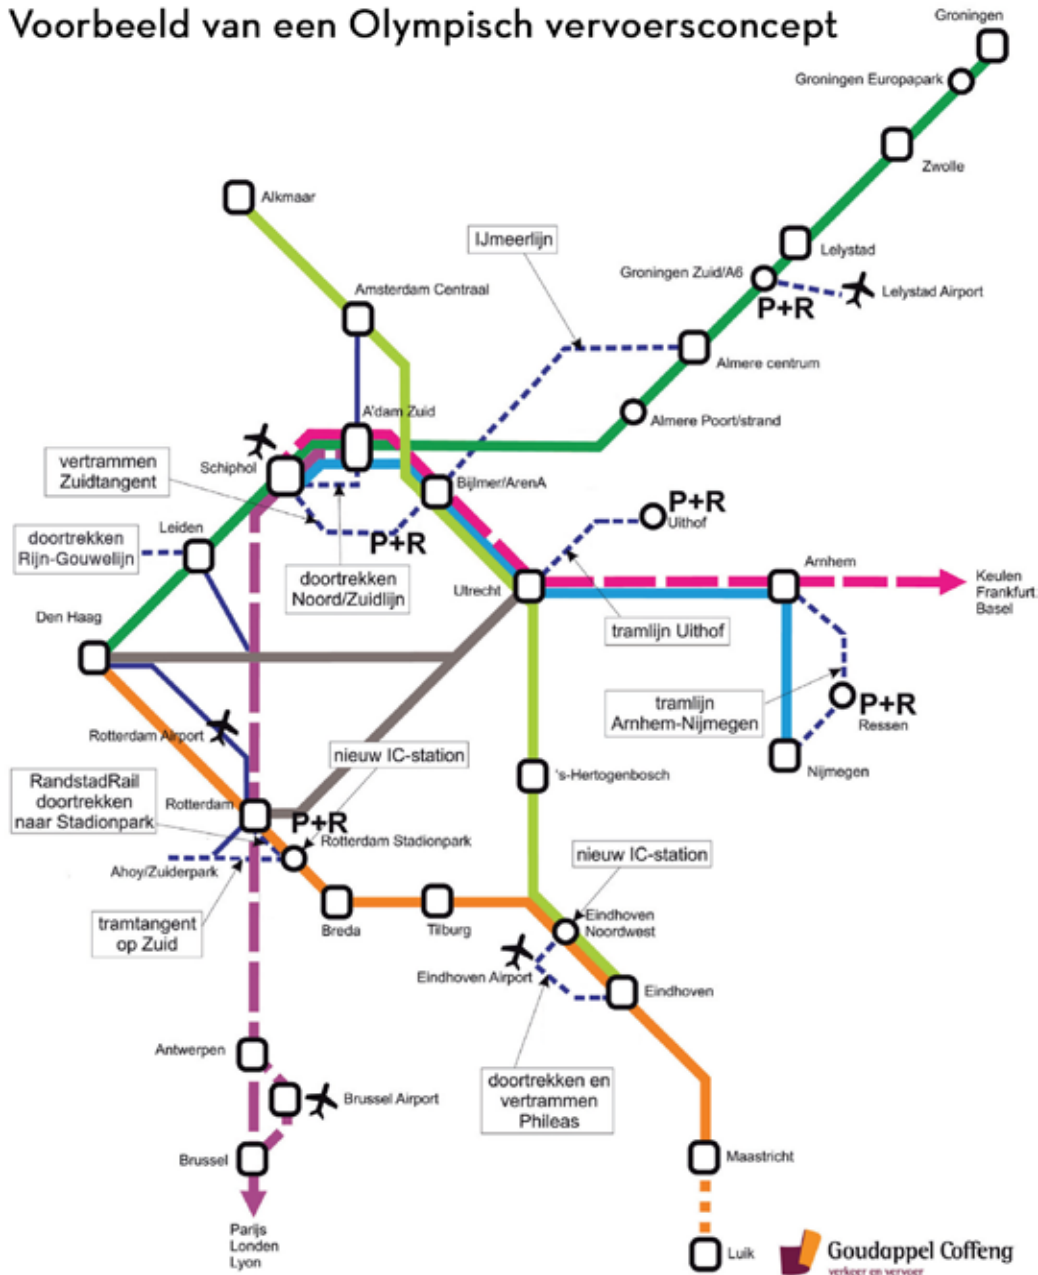 Voorbeeld van een Olympisch vervoersconcept
Groningen
Groningen Europapark
Zwolle
Alkmaar
IJmeerlijn
Lelystad
Groningen Zuid/A6
P+R
Lelystad Airport
Amsterdam Centraal
Almere centrum
A'dam Zuid
Almere Poort/strand
vertrammen
Zuidtangent
Schiphol
Bijlmer/ArenA
P+R
Uithof
Leiden
doortrekken
Rijn-Gouwelijn
P+R
doortrekken
Noord/Zuidlijn
Utrecht
Arnhem
Keulen
Frankfurt
Basel
Den Haag
tramlijn Uithof
tramlijn
Arnhem-Nijmegen
P+R
Ressen
Rotterdam Airport
nieuw IC-station
's-Hertogenbosch
Nijmegen
RandstadRail
doortrekken
naar Stadionpark
Rotterdam
P+R
Rotterdam Stadionpark
Ahoy/Zuiderpark
nieuw IC-station
tramtangent
op Zuid
Breda
Tilburg
Eindhoven
Noordwest
Eindhoven Airport
Eindhoven
Antwerpen
doortrekken en
vertrammen
Phileas
Brussel Airport
Brussel
Maastricht
Parijs
Londen
Lyon
Luik
Goudappel Coffeng
verkeer en vervoer